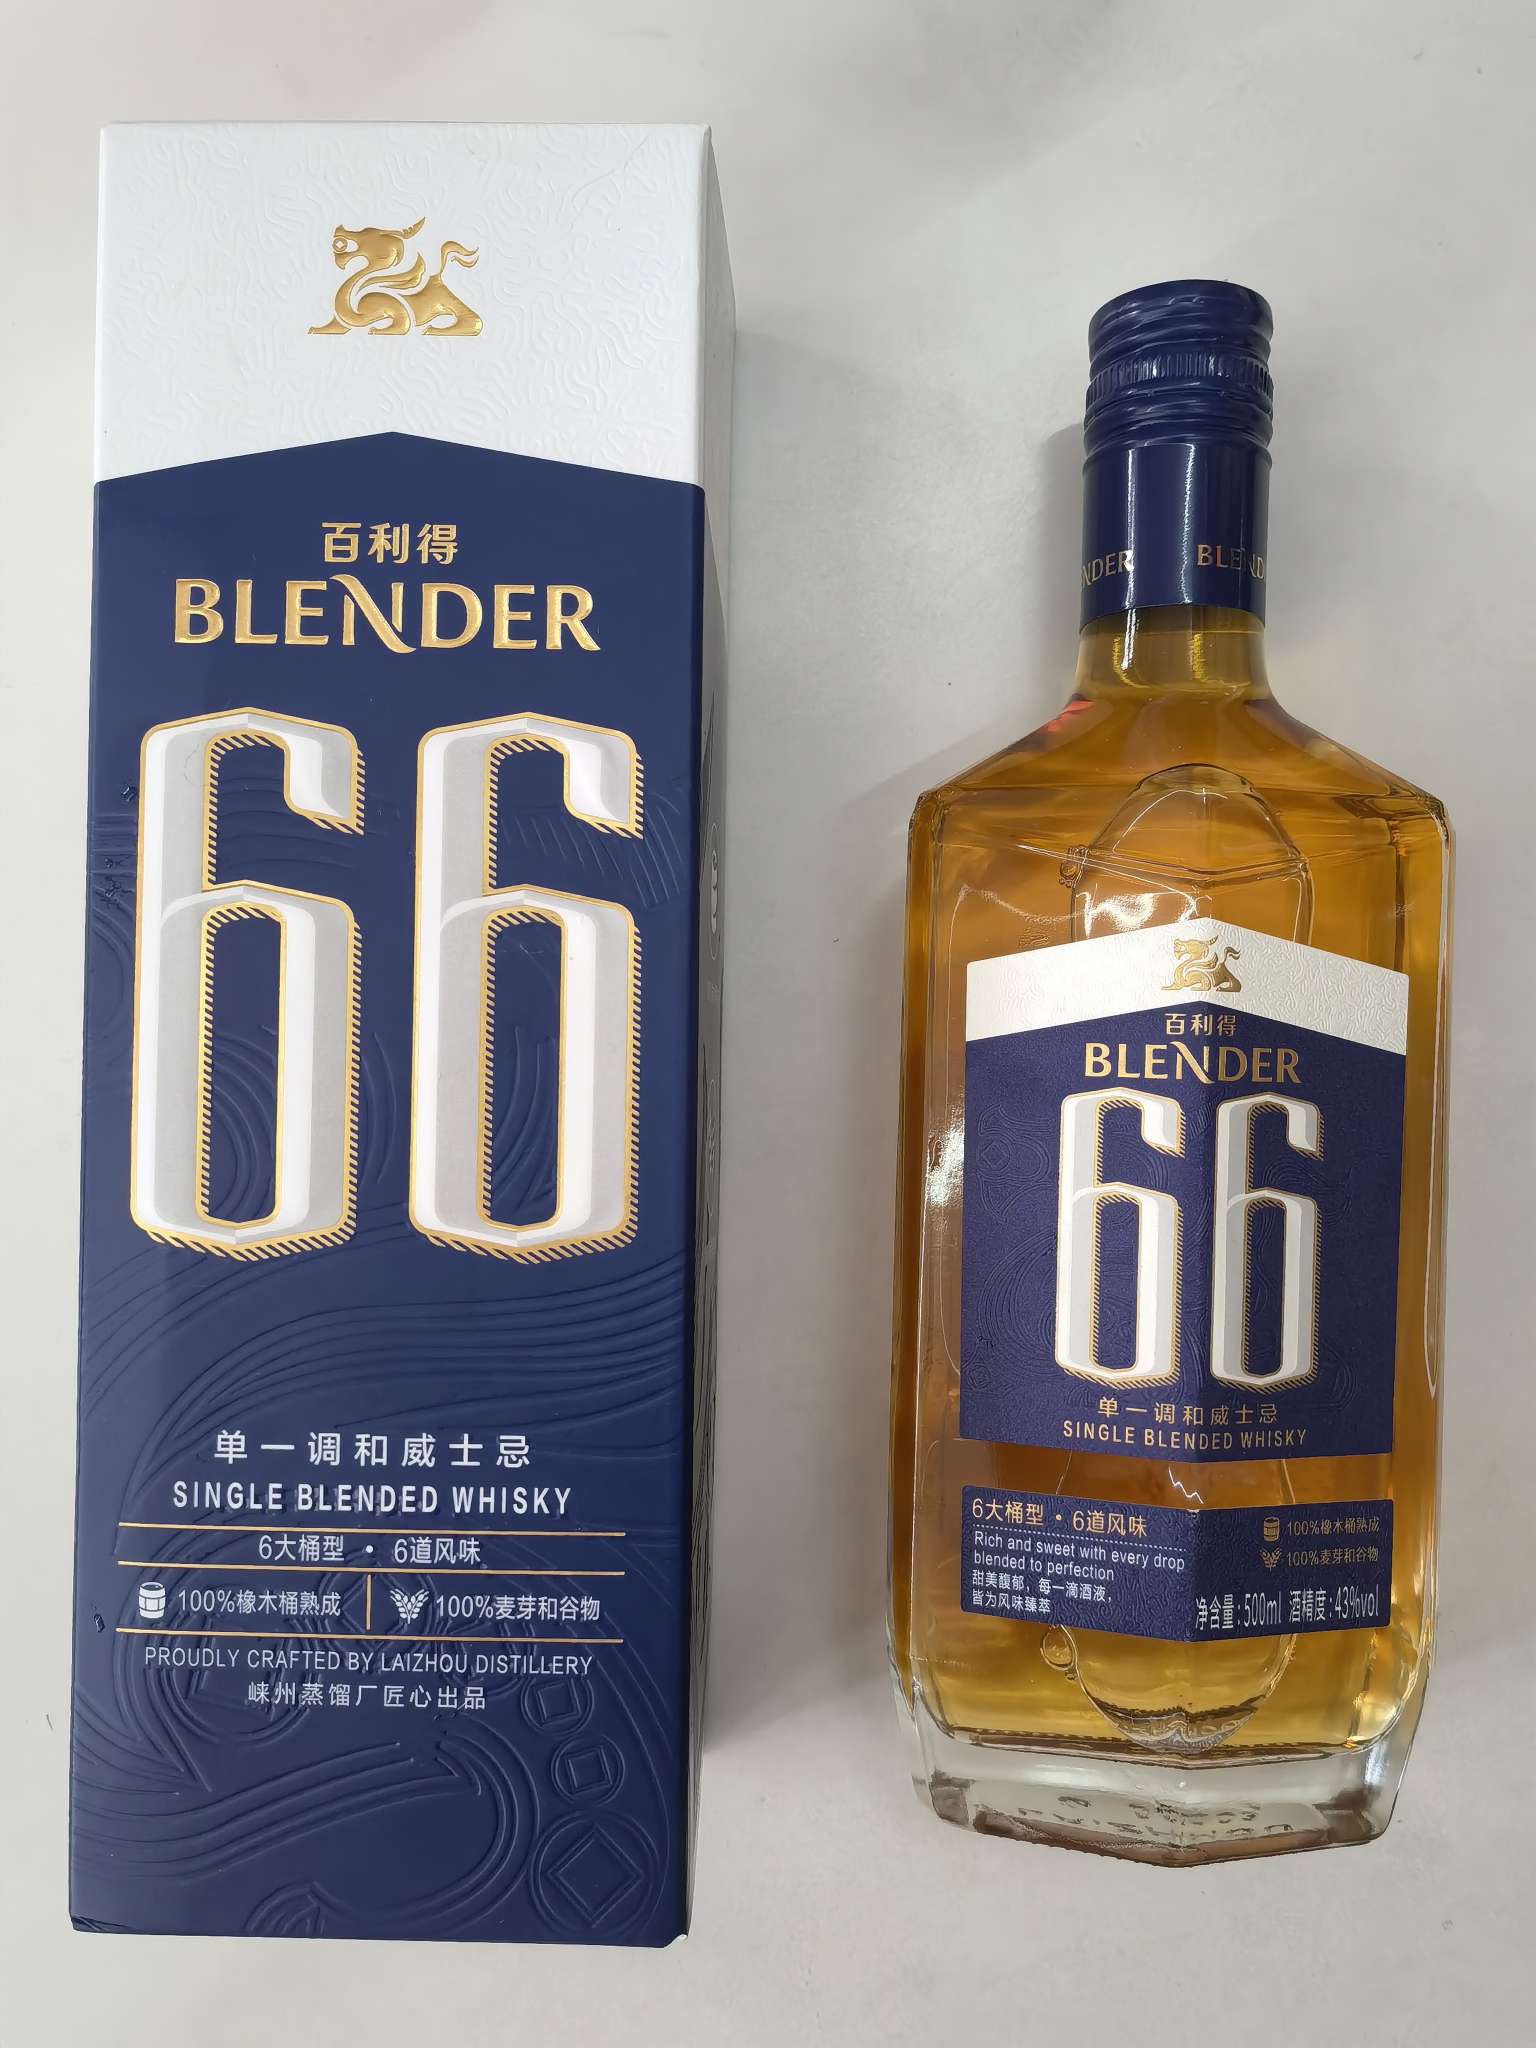 百利得
BLENDER
66
单一调和威士忌
SINGLE BLENDED WHISKY
6大桶型 · 6道风味
100%橡木桶熟成
100%麦芽和谷物
PROUDLY CRAFTED BY LAIZHOU DISTILLERY
崃州蒸馏厂匠心出品
NDER BLEND
百利得
BLENDER
66
单一调和威士忌
SINGLE BLENDED WHISKY
6大桶型 · 6道风味
Rich and sweet with every drop
blended to perfection
甜美馥郁，每一滴酒液，
皆为风味臻萃
100%橡木桶熟成
100%麦芽和谷物
净含量:500ml 酒精度:43%vol